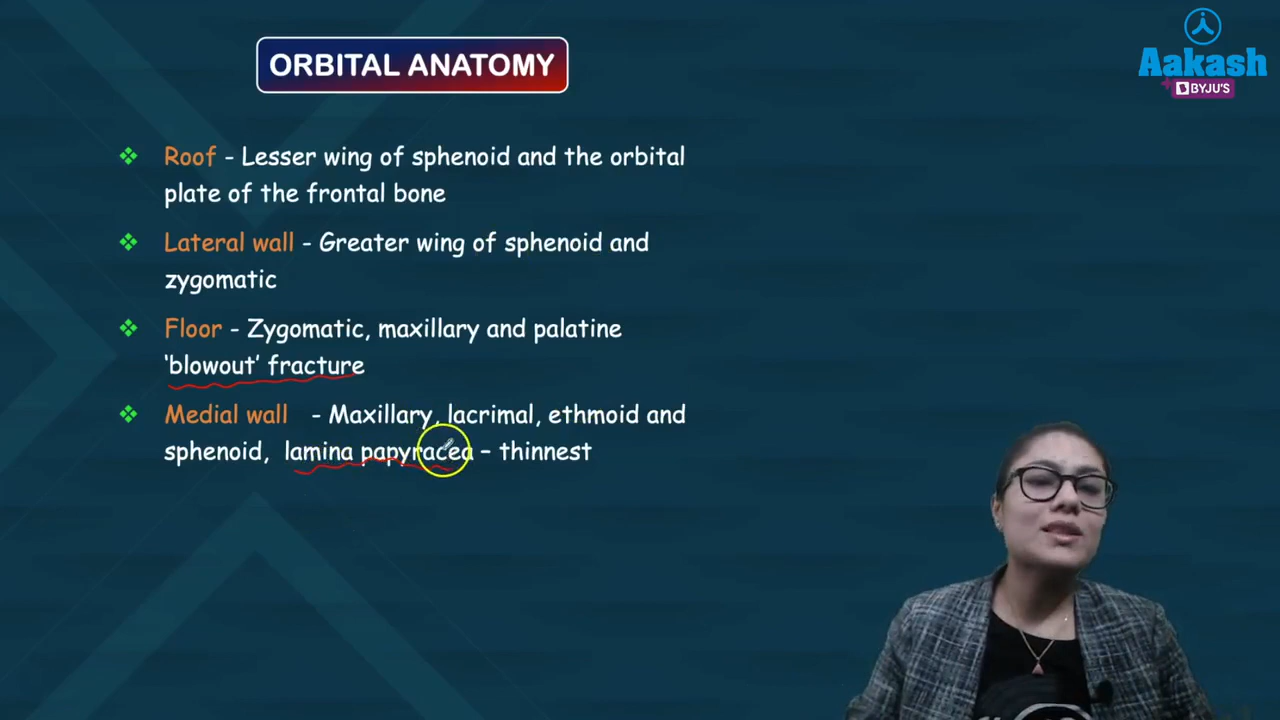 ORBITAL ANATOMY
Aakash
BYJU'S
Roof - Lesser wing of sphenoid and the orbital
plate of the frontal bone
Lateral wall - Greater wing of sphenoid and
zygomatic
Floor - Zygomatic, maxillary and palatine
‘blowout’ fracture
Medial wall - Maxillary, lacrimal, ethmoid and
sphenoid, lamina papyracea – thinnest